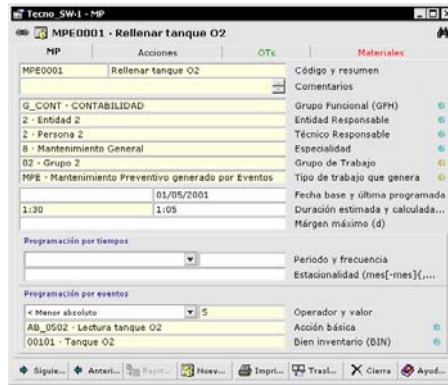 Tecno_SW-1 - MP
MPE0001 - Rellenar tanque O2
MP Acciones OTs Materiales
MPE0001 Rellenar tanque O2 Código y resumen
Comentarios
G_CONT - CONTABILIDAD Grupo Funcional (GFH)
2 - Entidad 2 Entidad Responsable
2 - Persona 2 Técnico Responsable
8 - Mantenimiento General Especialidad
02 - Grupo 2 Grupo de Trabajo
MPE - Mantenimiento Preventivo generado por Eventos Tipo de trabajo que genera
01/05/2001 Fecha base y última programada
1:30 1:05 Duración estimada y calculada...
Márgen máximo (d)
Programación por tiempos
Periodo y frecuencia
Estacionalidad (mes[-mes]{,...
Programación por eventos
< Menor absoluto 5 Operador y valor
AB_0502 - Lectura tanque O2 Acción básica
00101 - Tanque O2 Bien inventario (BIN)
Siguie... Anteri... Repit... Nuev... Imprí... Trasl... Cierra Ayud...